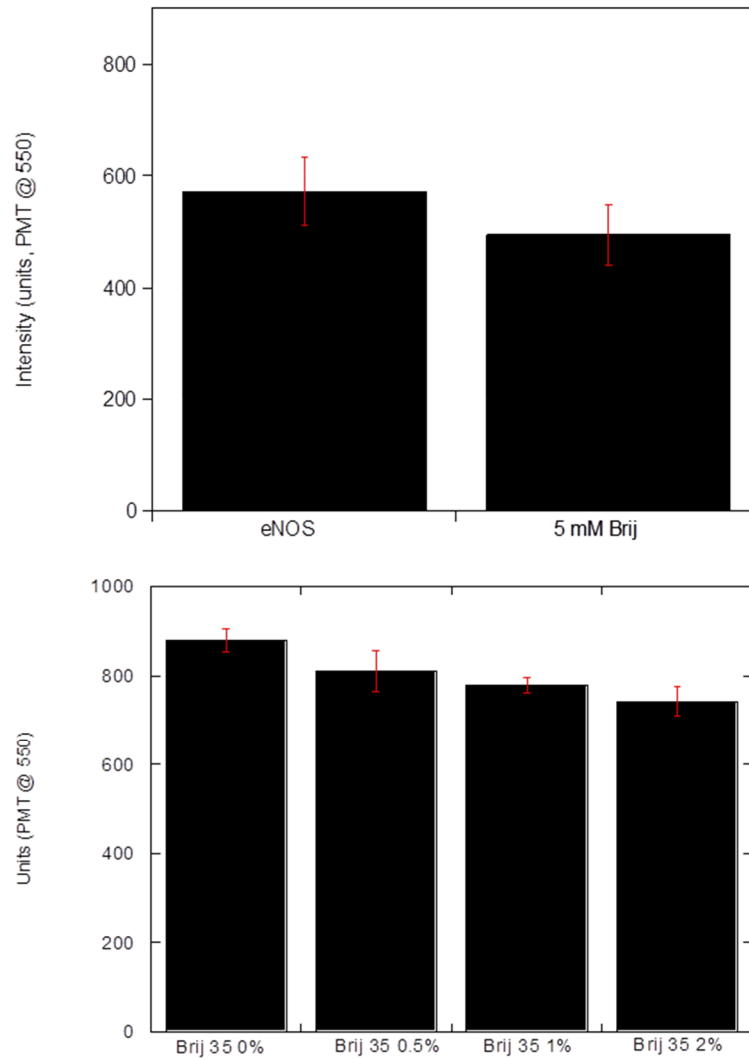 Intensity (units, PMT @ 550)
800
600
400
200
0
eNOS
5 mM Brij
Units (PMT @ 550)
1000
800
600
400
200
0
Brij 35 0%
Brij 35 0.5%
Brij 35 1%
Brij 35 2%